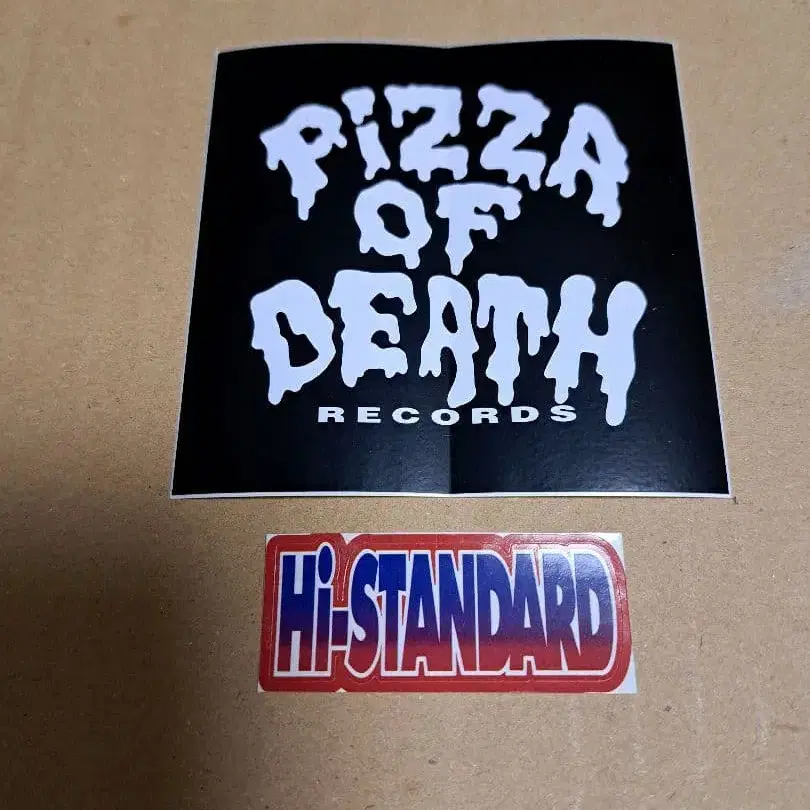 PiZZA
OF
DEATH
RECORDS
Hi-STANDARD